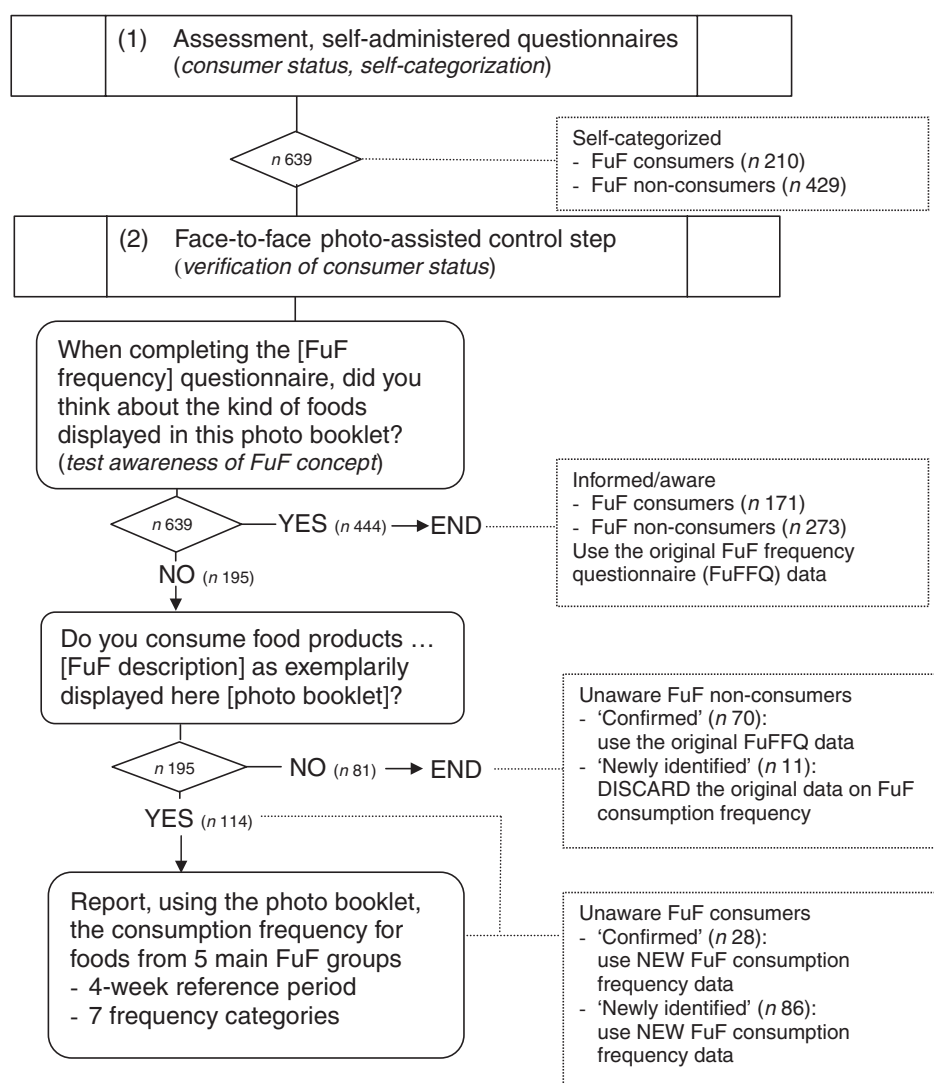 (1) Assessment, self-administered questionnaires
(consumer status, self-categorization)
n 639
Self-categorized
- FuF consumers (n 210)
- FuF non-consumers (n 429)
(2) Face-to-face photo-assisted control step
(verification of consumer status)
When completing the [FuF
frequency] questionnaire, did you
think about the kind of foods
displayed in this photo booklet?
(test awareness of FuF concept)
n 639
YES (n 444)
END
Informed/aware
- FuF consumers (n 171)
- FuF non-consumers (n 273)
Use the original FuF frequency
questionnaire (FuFFQ) data
NO (n 195)
Do you consume food products ...
[FuF description] as exemplarily
displayed here [photo booklet]?
n 195
NO (n 81)
END
Unaware FuF non-consumers
- ‘Confirmed’ (n 70):
use the original FuFFQ data
- ‘Newly identified’ (n 11):
DISCARD the original data on FuF
consumption frequency
YES (n 114)
Report, using the photo booklet,
the consumption frequency for
foods from 5 main FuF groups
- 4-week reference period
- 7 frequency categories
Unaware FuF consumers
- ‘Confirmed’ (n 28):
use NEW FuF consumption
frequency data
- ‘Newly identified’ (n 86):
use NEW FuF consumption
frequency data